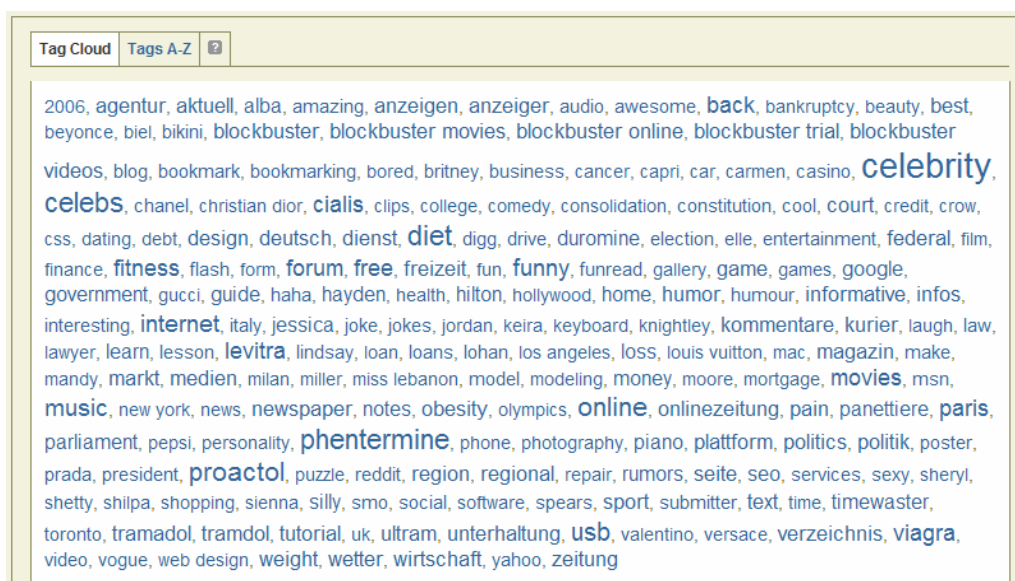 Tag Cloud Tags A-Z ?
2006, agentur, aktuell, alba, amazing, anzeigen, anzeiger, audio, awesome, back, bankruptcy, beauty, best,
beyonce, biel, bikini, blockbuster, blockbuster movies, blockbuster online, blockbuster trial, blockbuster
videos, blog, bookmark, bookmarking, bored, britney, business, cancer, capri, car, carmen, casino, celebrity,
celebs, chanel, christian dior, cialis, clips, college, comedy, consolidation, constitution, cool, court, credit, crow,
css, dating, debt, design, deutsch, dienst, diet, digg, drive, duromine, election, elle, entertainment, federal, film,
finance, fitness, flash, form, forum, free, freizeit, fun, funny, funread, gallery, game, games, google,
government, gucci, guide, haha, hayden, health, hilton, hollywood, home, humor, humour, informative, infos,
interesting, internet, italy, jessica, joke, jokes, jordan, keira, keyboard, knightley, kommentare, kurier, laugh, law,
lawyer, learn, lesson, levitra, lindsay, loan, loans, lohan, los angeles, loss, louis vuitton, mac, magazin, make,
mandy, markt, medien, milan, miller, miss lebanon, model, modeling, money, moore, mortgage, movies, msn,
music, new york, news, newspaper, notes, obesity, olympics, online, onlinezeitung, pain, panettiere, paris,
parliament, pepsi, personality, phentermine, phone, photography, piano, plattform, politics, politik, poster,
prada, president, proactol, puzzle, reddit, region, regional, repair, rumors, seite, seo, services, sexy, sheryl,
shetty, shilpa, shopping, sienna, silly, smo, social, software, spears, sport, submitter, text, time, timewaster,
toronto, tramadol, tramdol, tutorial, uk, ultram, unterhaltung, usb, valentino, versace, verzeichnis, viagra,
video, vogue, web design, weight, wetter, wirtschaft, yahoo, zeitung